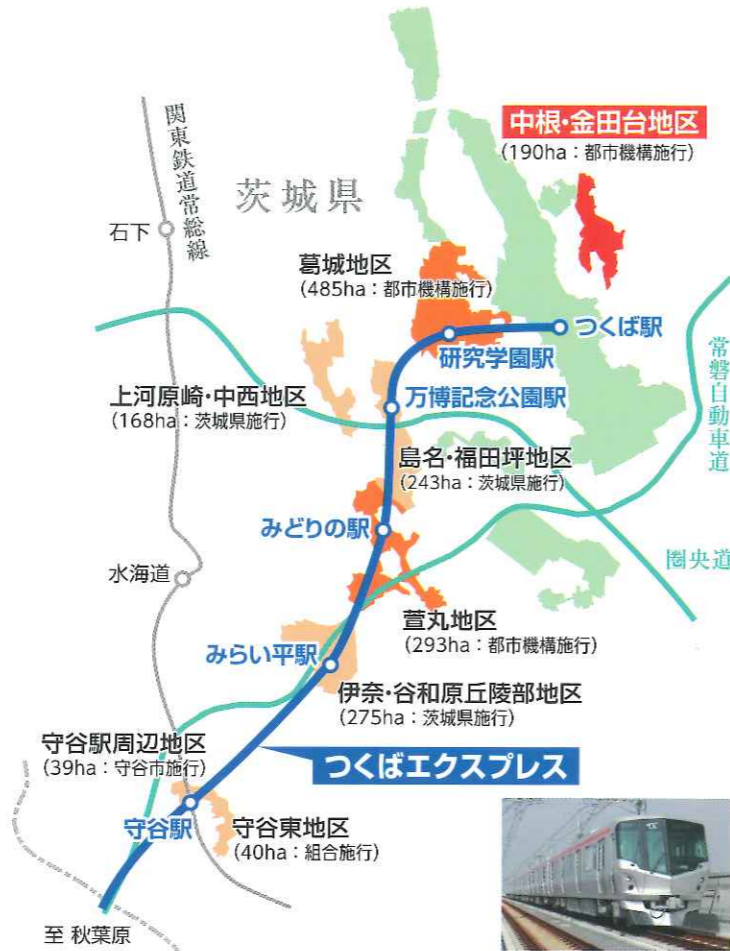 中根・金田台地区
(190ha：都市機構施行)
関東鉄道常総線
茨城県
石下
葛城地区
(485ha：都市機構施行)
つくば駅
研究学園駅
常磐自動車道
上河原崎・中西地区
(168ha：茨城県施行)
万博記念公園駅
島名・福田坪地区
(243ha：茨城県施行)
みどりの駅
圏央道
水海道
萱丸地区
(293ha：都市機構施行)
みらい平駅
伊奈・谷和原丘陵部地区
(275ha：茨城県施行)
守谷駅周辺地区
(39ha：守谷市施行)
つくばエクスプレス
守谷駅
守谷東地区
(40ha：組合施行)
至 秋葉原